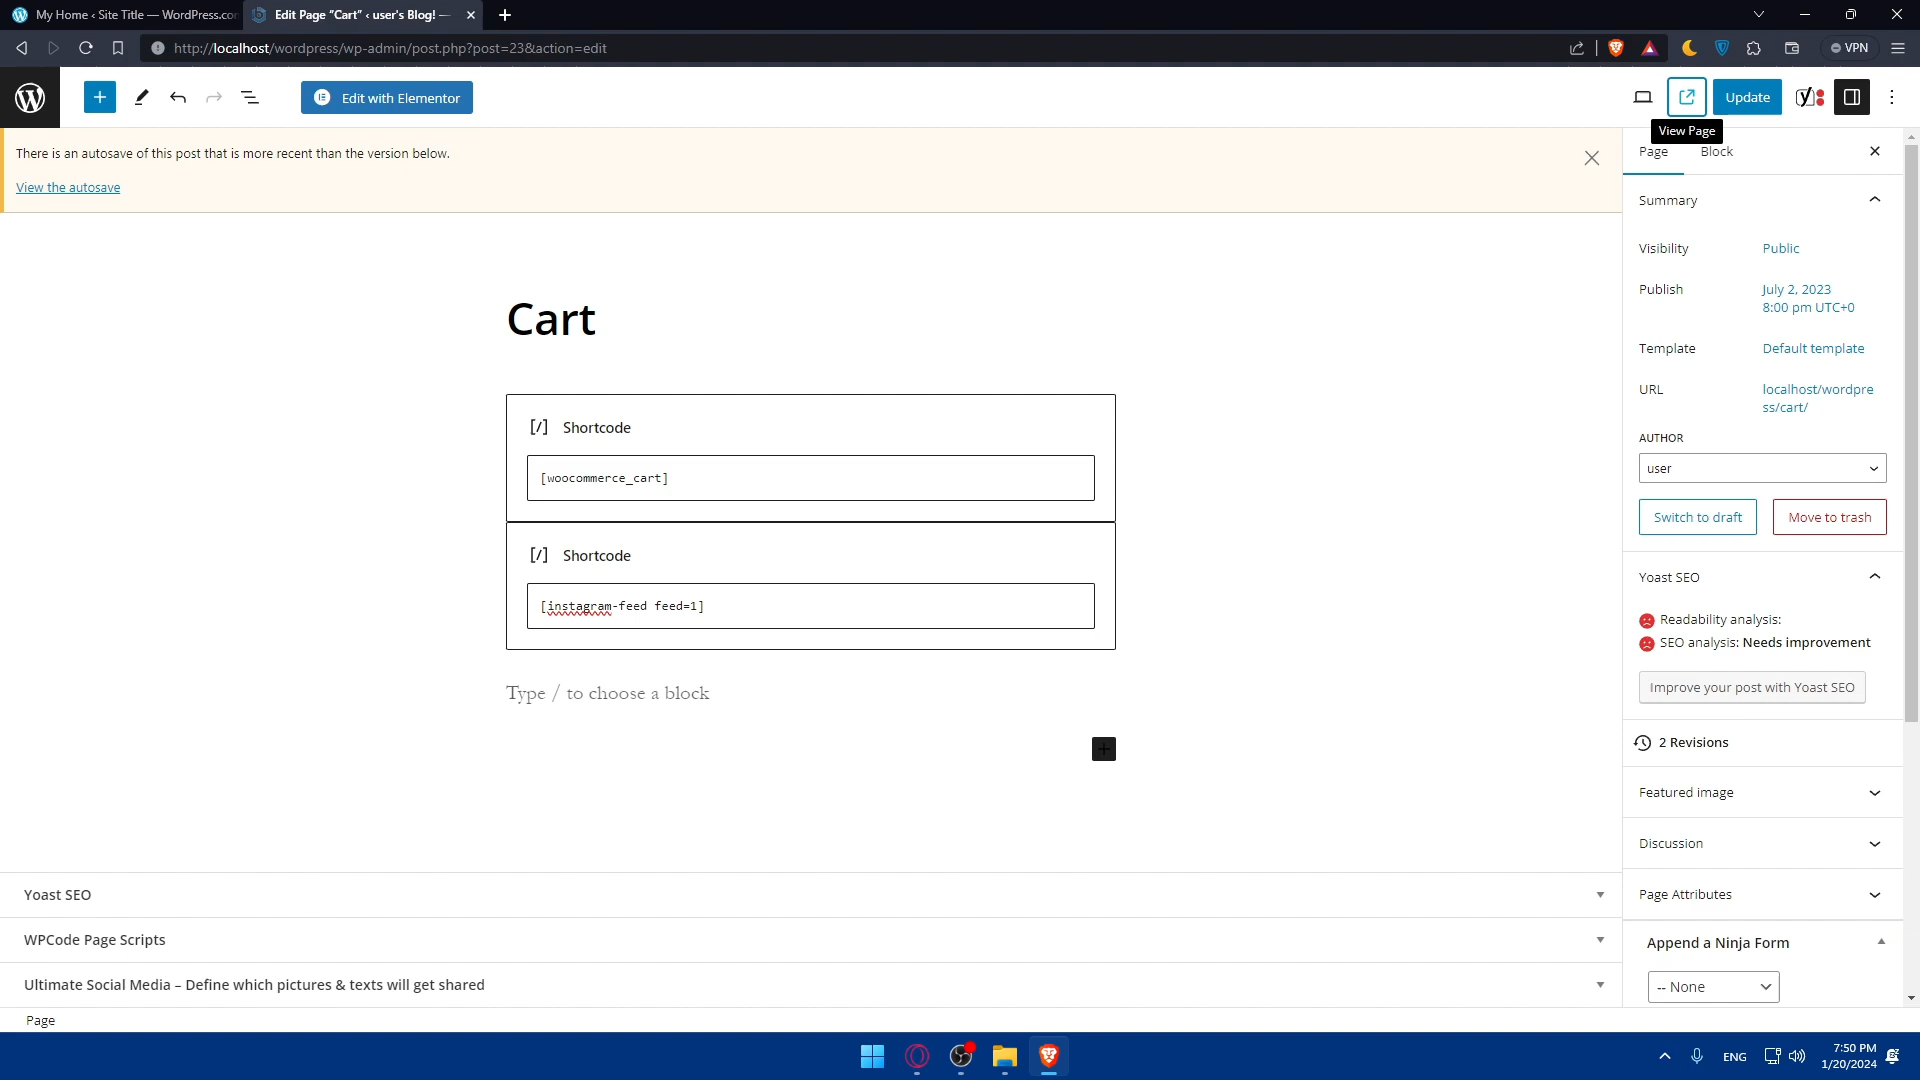 My Home ‹ Site Title — WordPress.cor
Edit Page “Cart” ‹ user's Blog! —
http://localhost/wordpress/wp-admin/post.php?post=23&action=edit
VPN
Edit with Elementor
Update
View Page
There is an autosave of this post that is more recent than the version below.
View the autosave
Page
Block
Summary
Visibility
Public
Publish
July 2, 2023
8:00 pm UTC+0
Template
Default template
URL
localhost/wordpre
ss/cart/
AUTHOR
user
Switch to draft
Move to trash
Cart
[/] Shortcode
[woocommerce_cart]
[/] Shortcode
[instagram-feed feed=1]
Type / to choose a block
Yoast SEO
Readability analysis:
SEO analysis: Needs improvement
Improve your post with Yoast SEO
2 Revisions
Featured image
Discussion
Page Attributes
Append a Ninja Form
-- None
Yoast SEO
WPCode Page Scripts
Ultimate Social Media – Define which pictures & texts will get shared
Page
ENG
7:50 PM
1/20/2024